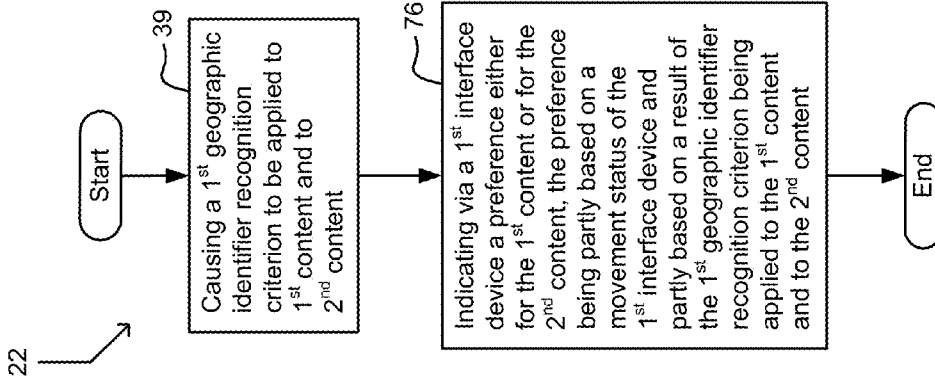 22
Start
39
Causing a 1st geographic
identifier recognition
criterion to be applied to
1st content and to
2nd content
76
Indicating via a 1st interface
device a preference either
for the 1st content or for the
2nd content, the preference
being partly based on a
movement status of the
1st interface device and
partly based on a result of
the 1st geographic identifier
recognition criterion being
applied to the 1st content
and to the 2nd content
End